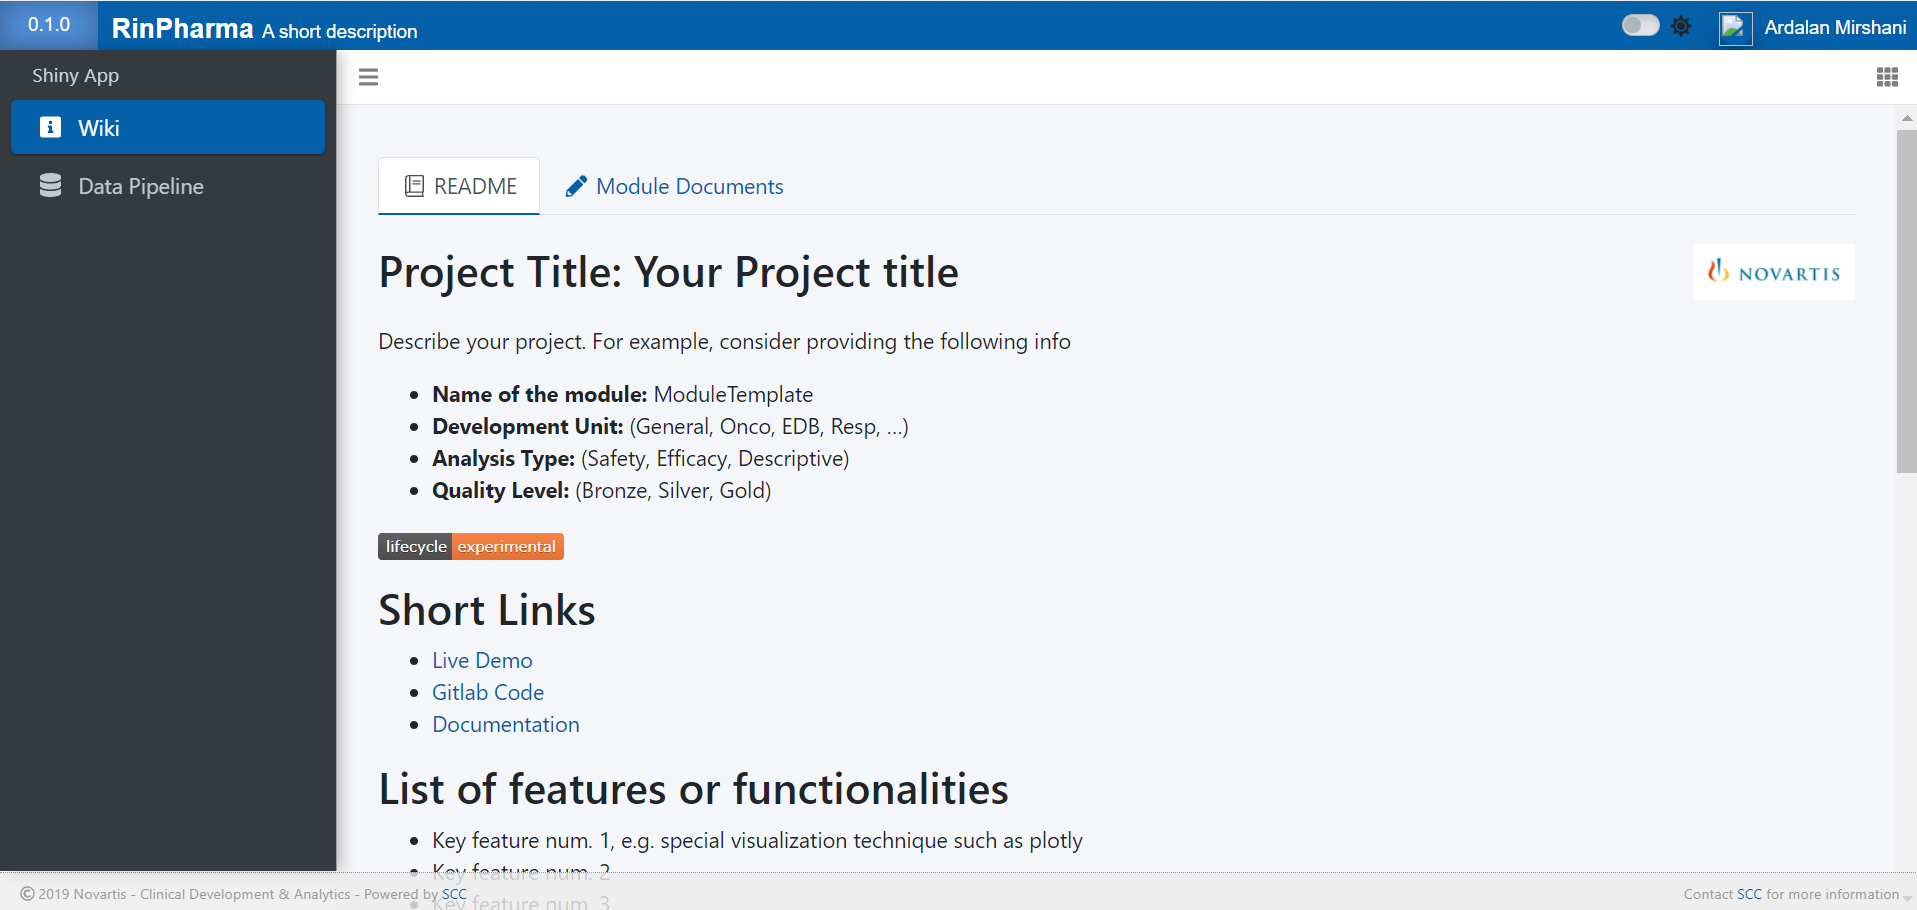 0.1.0
RinPharma A short description
Ardalan Mirshani
Shiny App
Wiki
Data Pipeline
README
Module Documents
Project Title: Your Project title
NOVARTIS
Describe your project. For example, consider providing the following info
Name of the module: ModuleTemplate
Development Unit: (General, Onco, EDB, Resp, ...)
Analysis Type: (Safety, Efficacy, Descriptive)
Quality Level: (Bronze, Silver, Gold)
lifecycle experimental
Short Links
Live Demo
Gitlab Code
Documentation
List of features or functionalities
Key feature num. 1, e.g. special visualization technique such as plotly
Key feature num. 2
Key feature num. 3
© 2019 Novartis - Clinical Development & Analytics - Powered by SCC
Contact SCC for more information